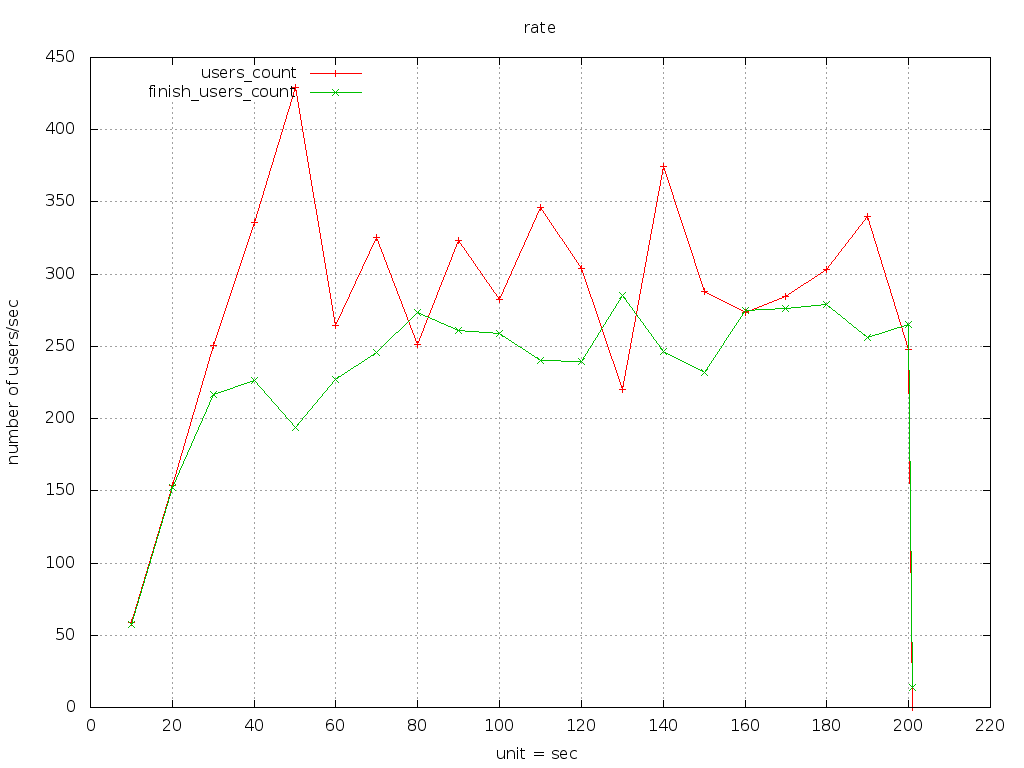 rate
450
400
350
300
250
200
150
100
50
0
users_count
finish_users_count
number of users/sec
0 20 40 60 80 100 120 140 160 180 200 220
unit = sec